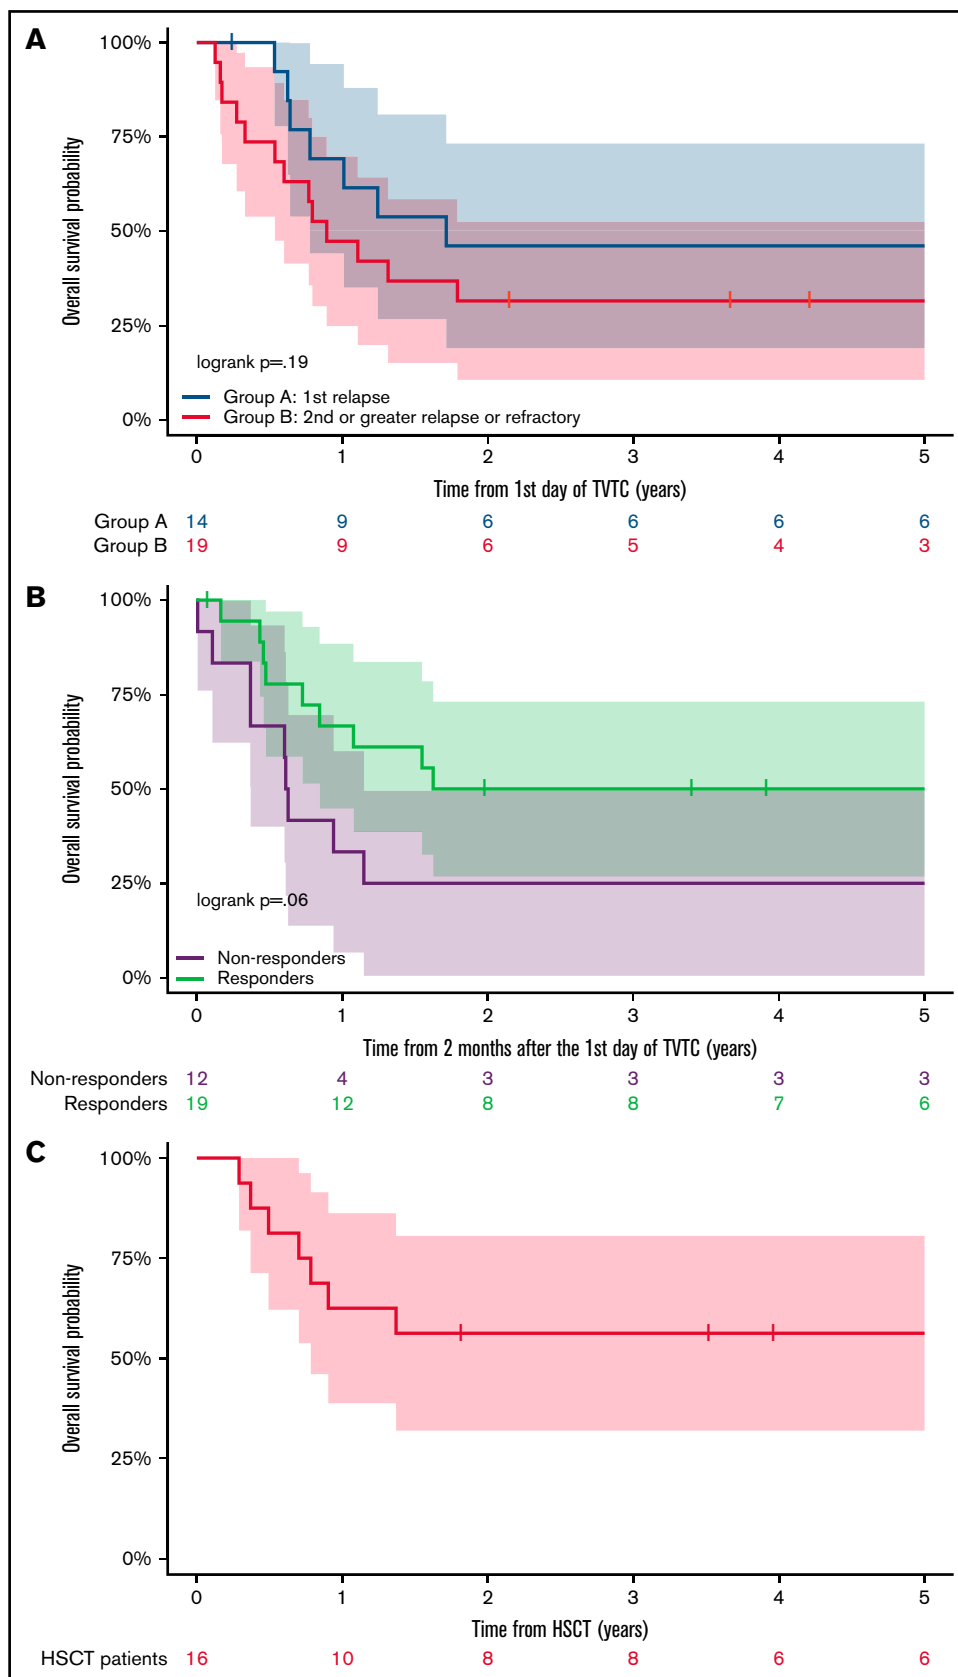 A
100%
75%
50%
25%
0%
Overall survival probability
logrank p=.19
Group A: 1st relapse
Group B: 2nd or greater relapse or refractory
0 1 2 3 4 5
Time from 1st day of TVTC (years)
Group A 14 9 6 6 6 6
Group B 19 9 6 5 4 3
B
100%
75%
50%
25%
0%
Overall survival probability
logrank p=.06
Non-responders
Responders
0 1 2 3 4 5
Time from 2 months after the 1st day of TVTC (years)
Non-responders 12 4 3 3 3 3
Responders 19 12 8 8 7 6
C
100%
75%
50%
25%
0%
Overall survival probability
0 1 2 3 4 5
Time from HSCT (years)
HSCT patients 16 10 8 8 6 6